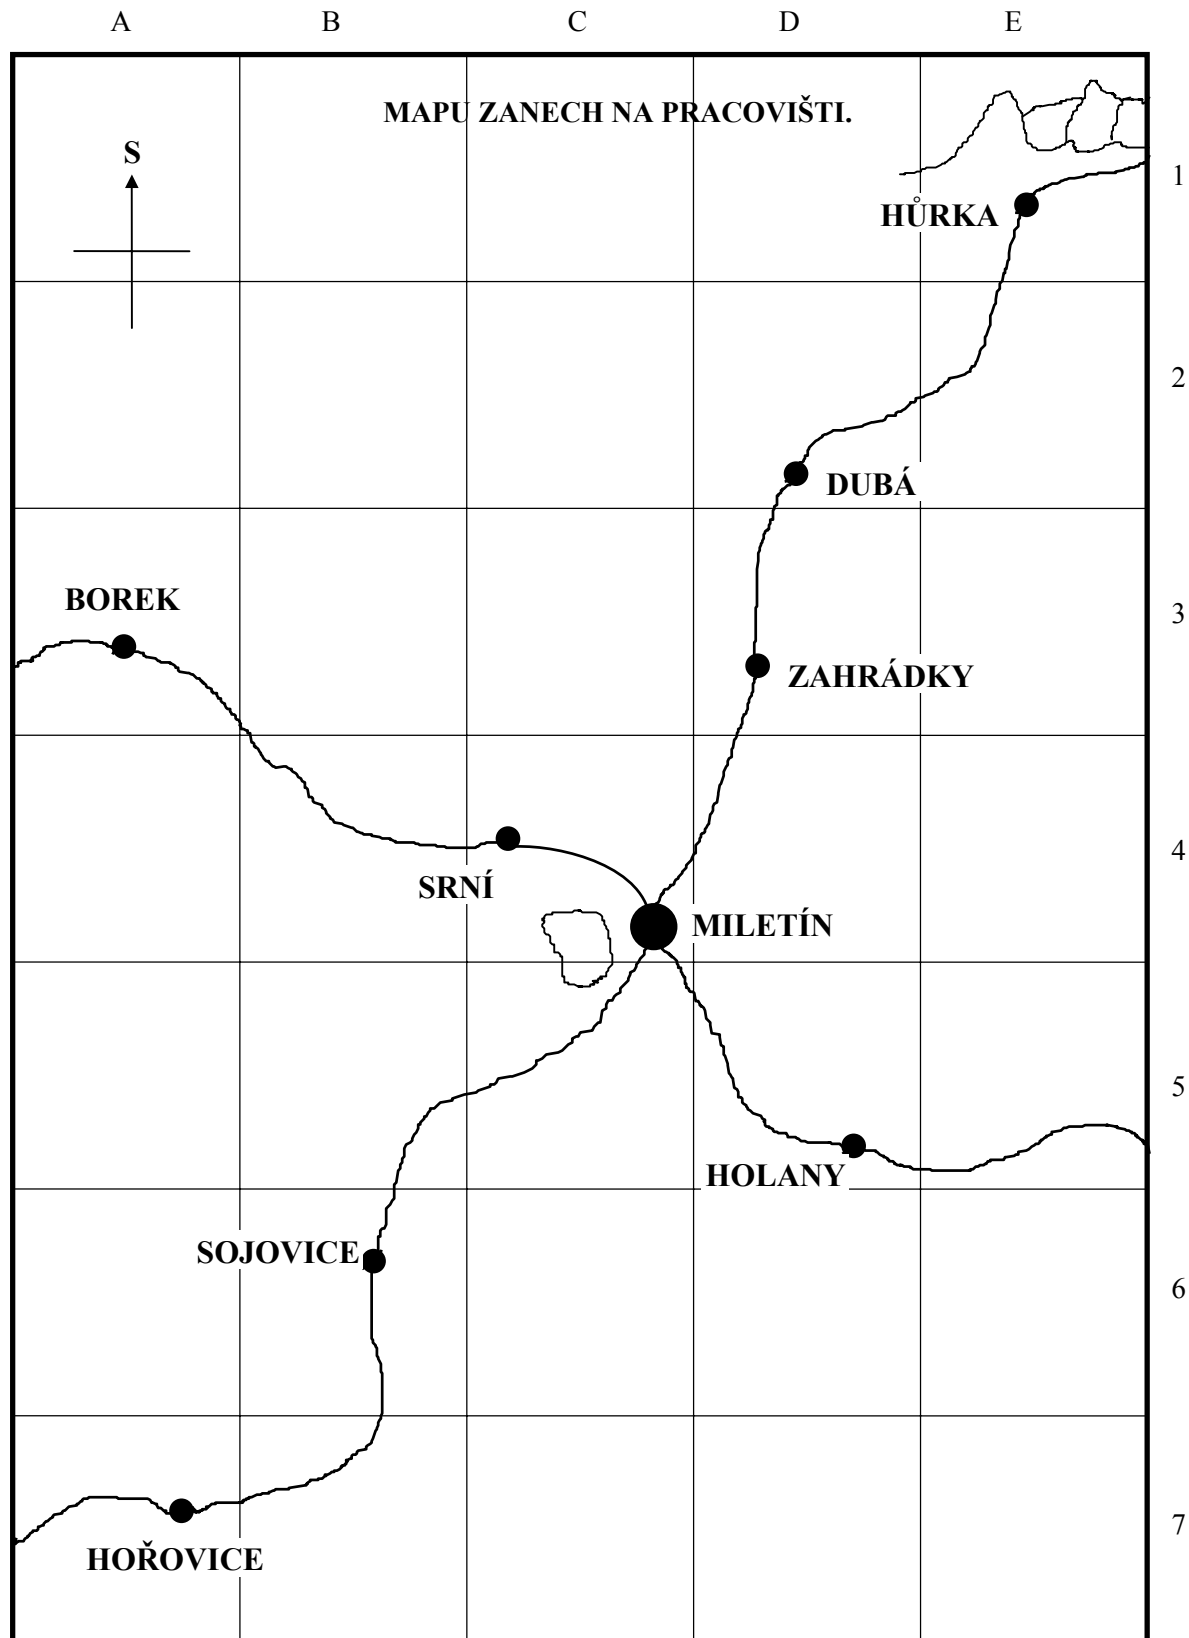 A B C D E
MAPU ZANECH NA PRACOVIŠTI.
S
1
HŮRKA
2
DUBÁ
BOREK
3
ZAHRÁDKY
4
SRNÍ
MILETÍN
5
HOLANY
SOJOVICE
6
7
HOŘOVICE